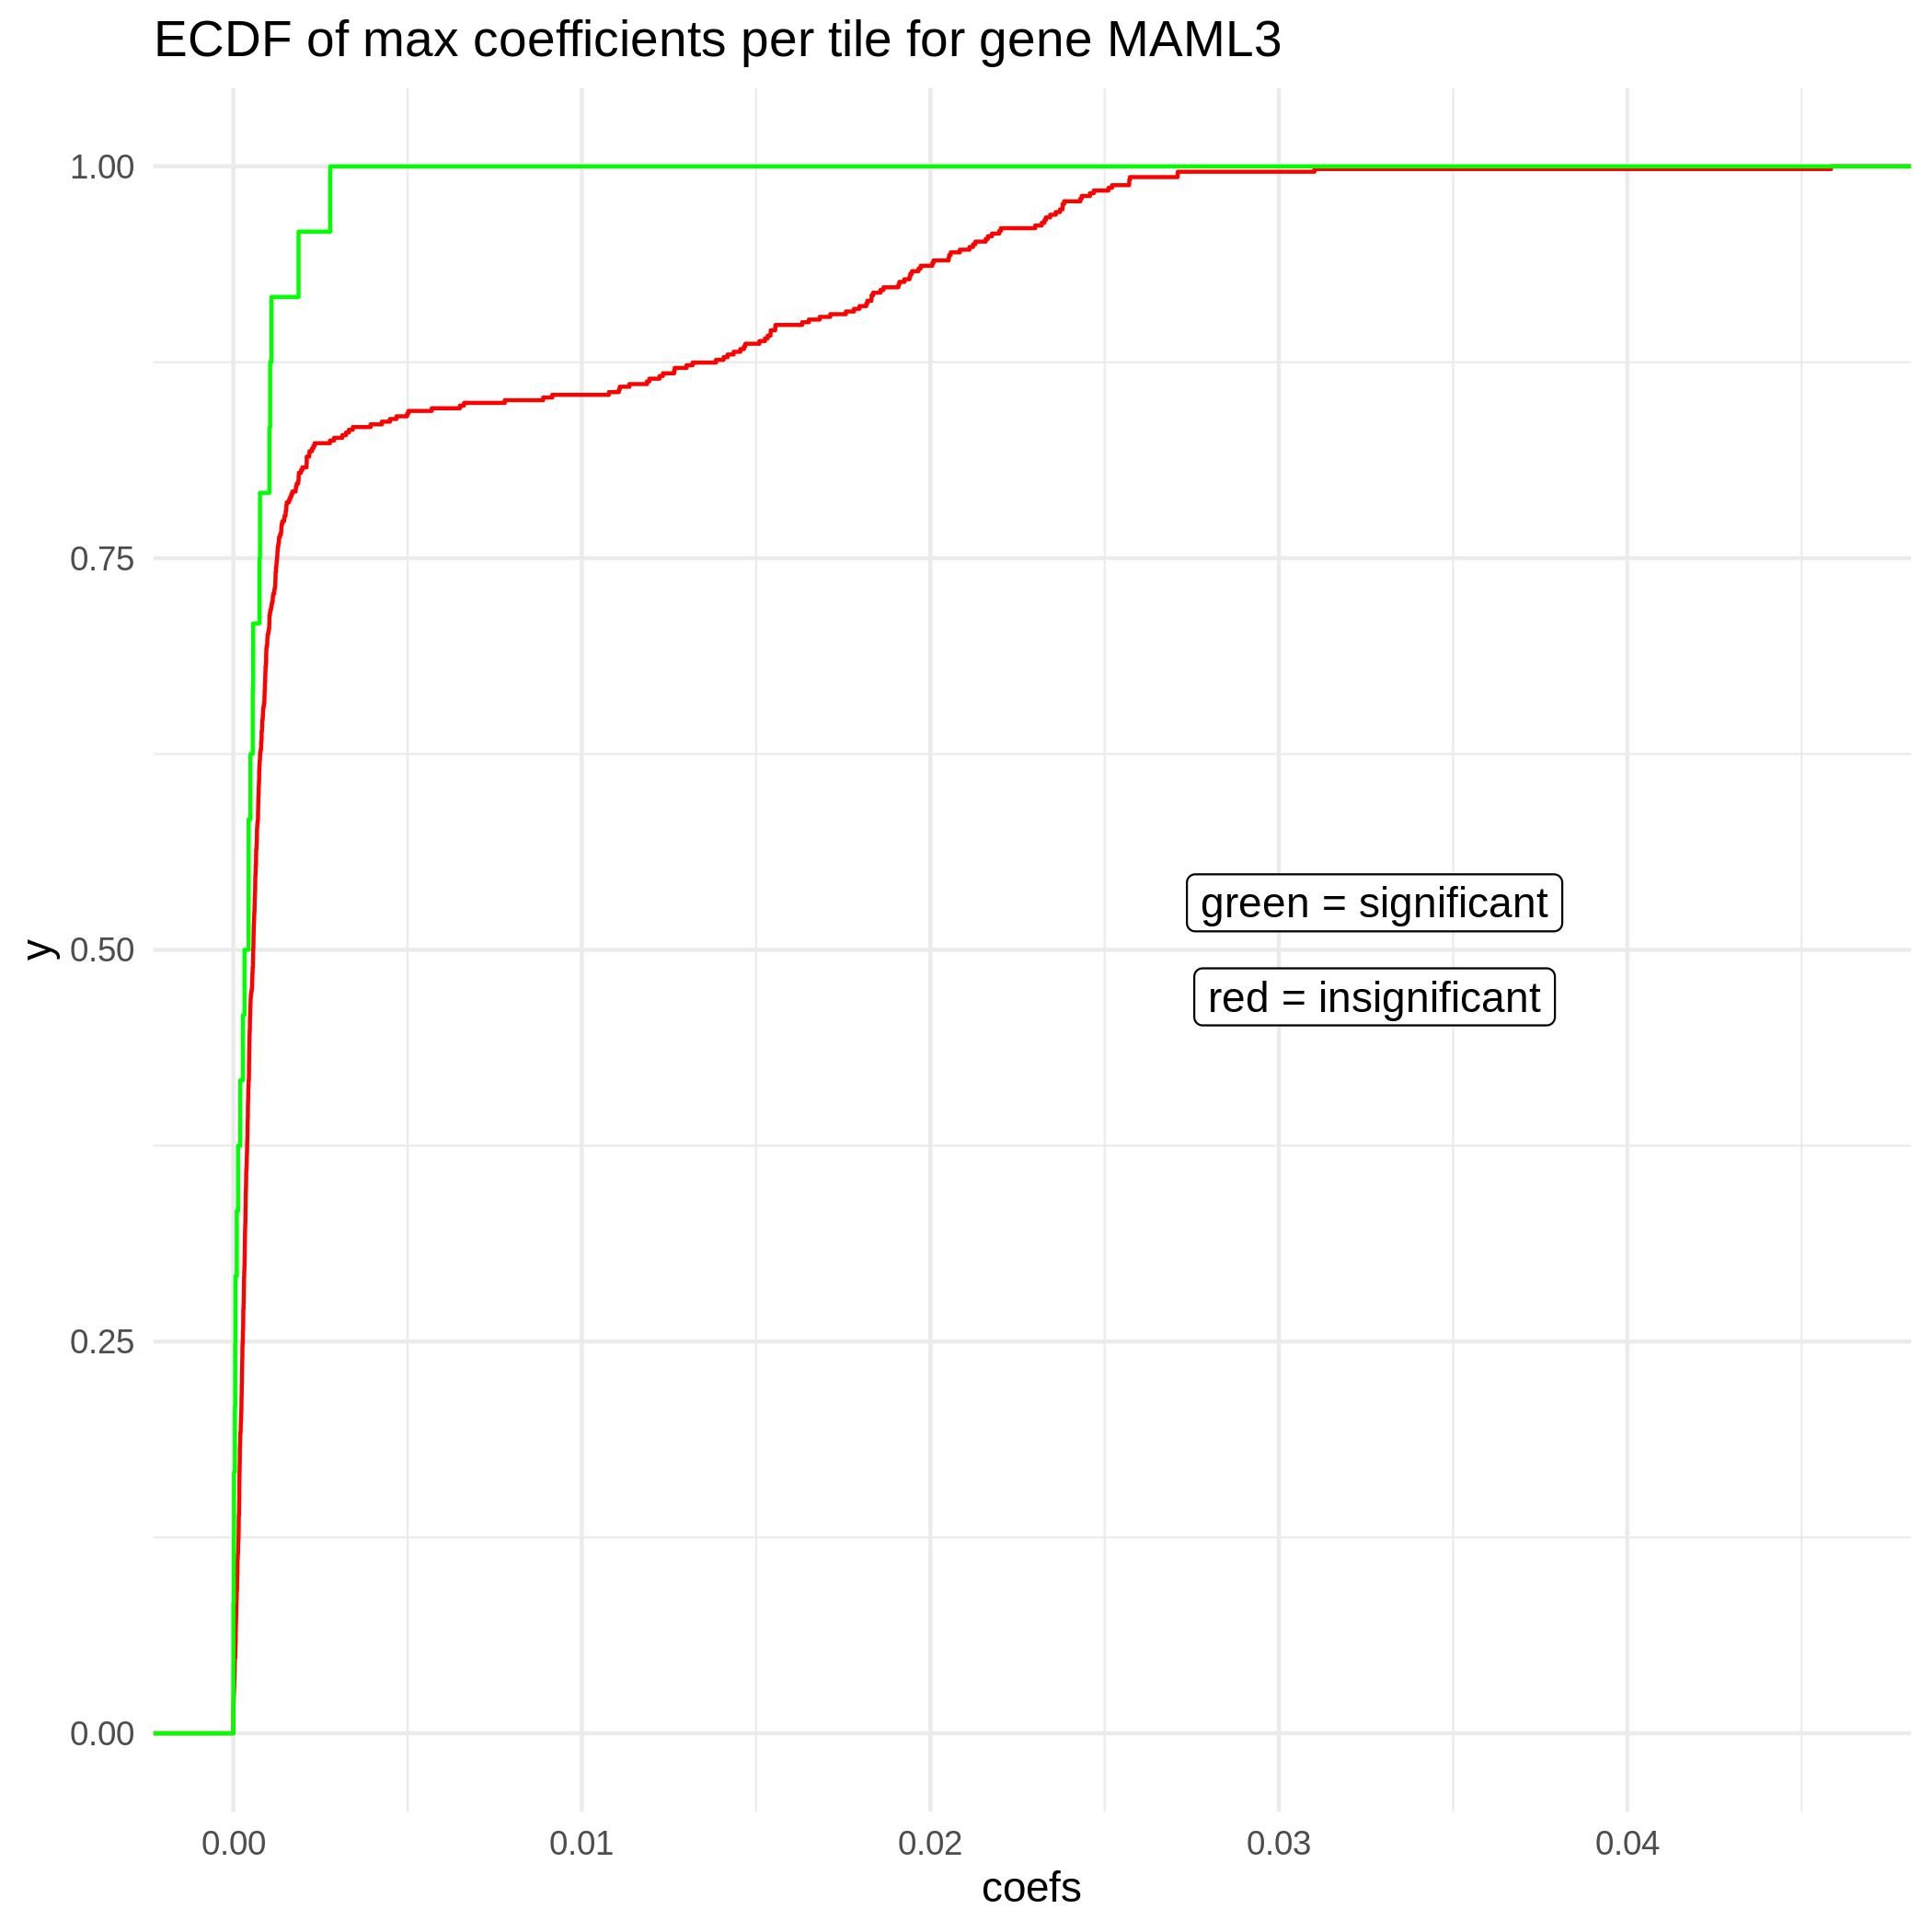 ECDF of max coefficients per tile for gene MAML3
1.00
0.75
0.50
0.25
0.00
y
green = significant
red = insignificant
0.00 0.01 0.02 0.03 0.04
coefs